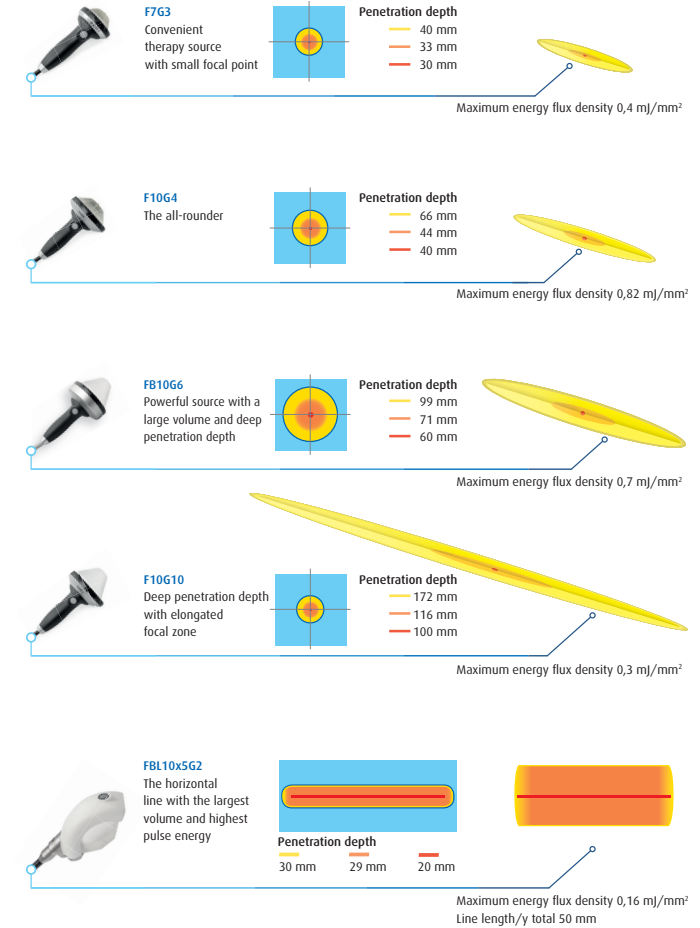 F7G3
Convenient
therapy source
with small focal point
Penetration depth
40 mm
33 mm
30 mm
Maximum energy flux density 0,4 mJ/mm²
F10G4
The all-rounder
Penetration depth
66 mm
44 mm
40 mm
Maximum energy flux density 0,82 mJ/mm²
FB10G6
Powerful source with a
large volume and deep
penetration depth
Penetration depth
99 mm
71 mm
60 mm
Maximum energy flux density 0,7 mJ/mm²
F10G10
Deep penetration depth
with elongated
focal zone
Penetration depth
172 mm
116 mm
100 mm
Maximum energy flux density 0,3 mJ/mm²
FBL10x5G2
The horizontal
line with the largest
volume and highest
pulse energy
Penetration depth
30 mm 29 mm 20 mm
Maximum energy flux density 0,16 mJ/mm²
Line length/y total 50 mm